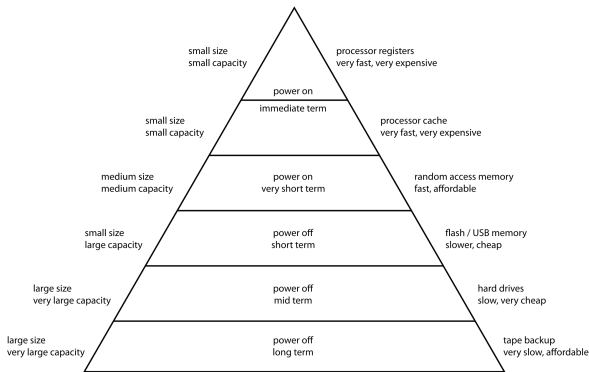 small size
small capacity
processor registers
very fast, very expensive
power on
immediate term
small size
small capacity
processor cache
very fast, very expensive
medium size
medium capacity
power on
very short term
random access memory
fast, affordable
small size
large capacity
power off
short term
flash / USB memory
slower, cheap
large size
very large capacity
power off
mid term
hard drives
slow, very cheap
large size
very large capacity
power off
long term
tape backup
very slow, affordable